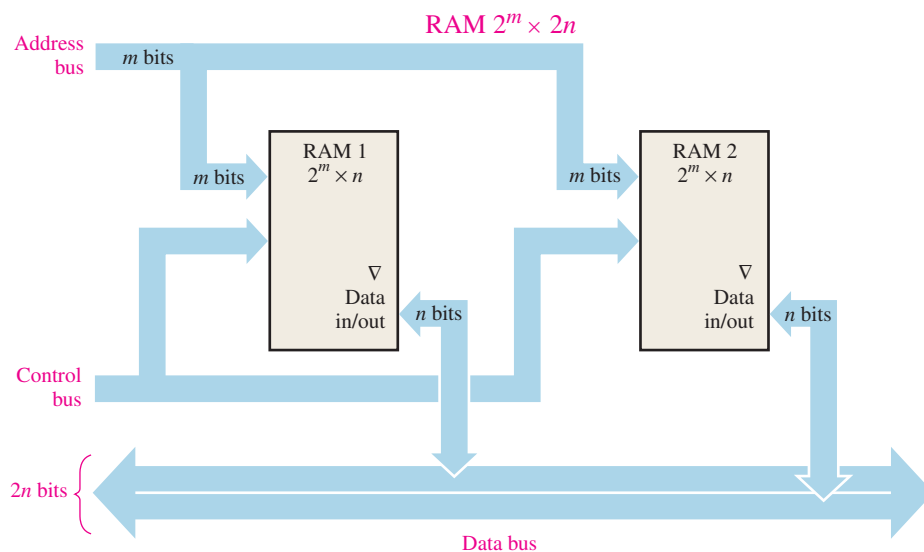 RAM 2^m × 2n
Address
bus
m bits
RAM 1
2^m × n
m bits
∇
Data
in/out
n bits
RAM 2
2^m × n
m bits
∇
Data
in/out
n bits
Control
bus
2n bits
Data bus